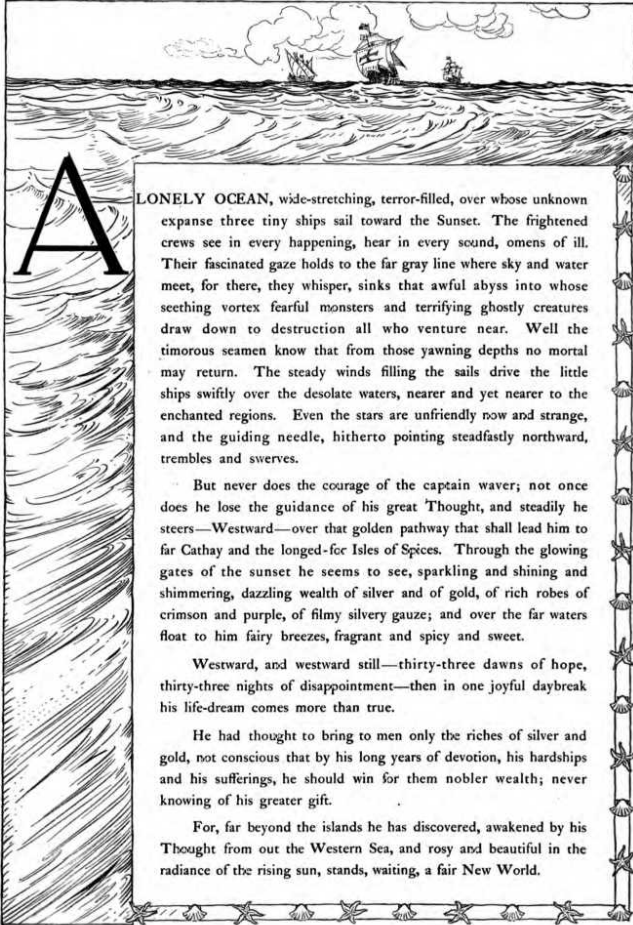 A LONELY OCEAN, wide-stretching, terror-filled, over whose unknown
expanse three tiny ships sail toward the Sunset. The frightened
crews see in every happening, hear in every sound, omens of ill.
Their fascinated gaze holds to the far gray line where sky and water
meet, for there, they whisper, sinks that awful abyss into whose
seething vortex fearful monsters and terrifying ghostly creatures
draw down to destruction all who venture near. Well the
timorous seamen know that from those yawning depths no mortal
may return. The steady winds filling the sails drive the little
ships swiftly over the desolate waters, nearer and yet nearer to the
enchanted regions. Even the stars are unfriendly now and strange,
and the guiding needle, hitherto pointing steadfastly northward,
trembles and swerves.
But never does the courage of the captain waver; not once
does he lose the guidance of his great Thought, and steadily he
steers—Westward—over that golden pathway that shall lead him to
far Cathay and the longed-for Isles of Spices. Through the glowing
gates of the sunset he seems to see, sparkling and shining and
shimmering, dazzling wealth of silver and of gold, of rich robes of
crimson and purple, of filmy silvery gauze; and over the far waters
float to him fairy breezes, fragrant and spicy and sweet.
Westward, and westward still—thirty-three dawns of hope,
thirty-three nights of disappointment—then in one joyful daybreak
his life-dream comes more than true.
He had thought to bring to men only the riches of silver and
gold, not conscious that by his long years of devotion, his hardships
and his sufferings, he should win for them nobler wealth; never
knowing of his greater gift.
For, far beyond the islands he has discovered, awakened by his
Thought from out the Western Sea, and rosy and beautiful in the
radiance of the rising sun, stands, waiting, a fair New World.